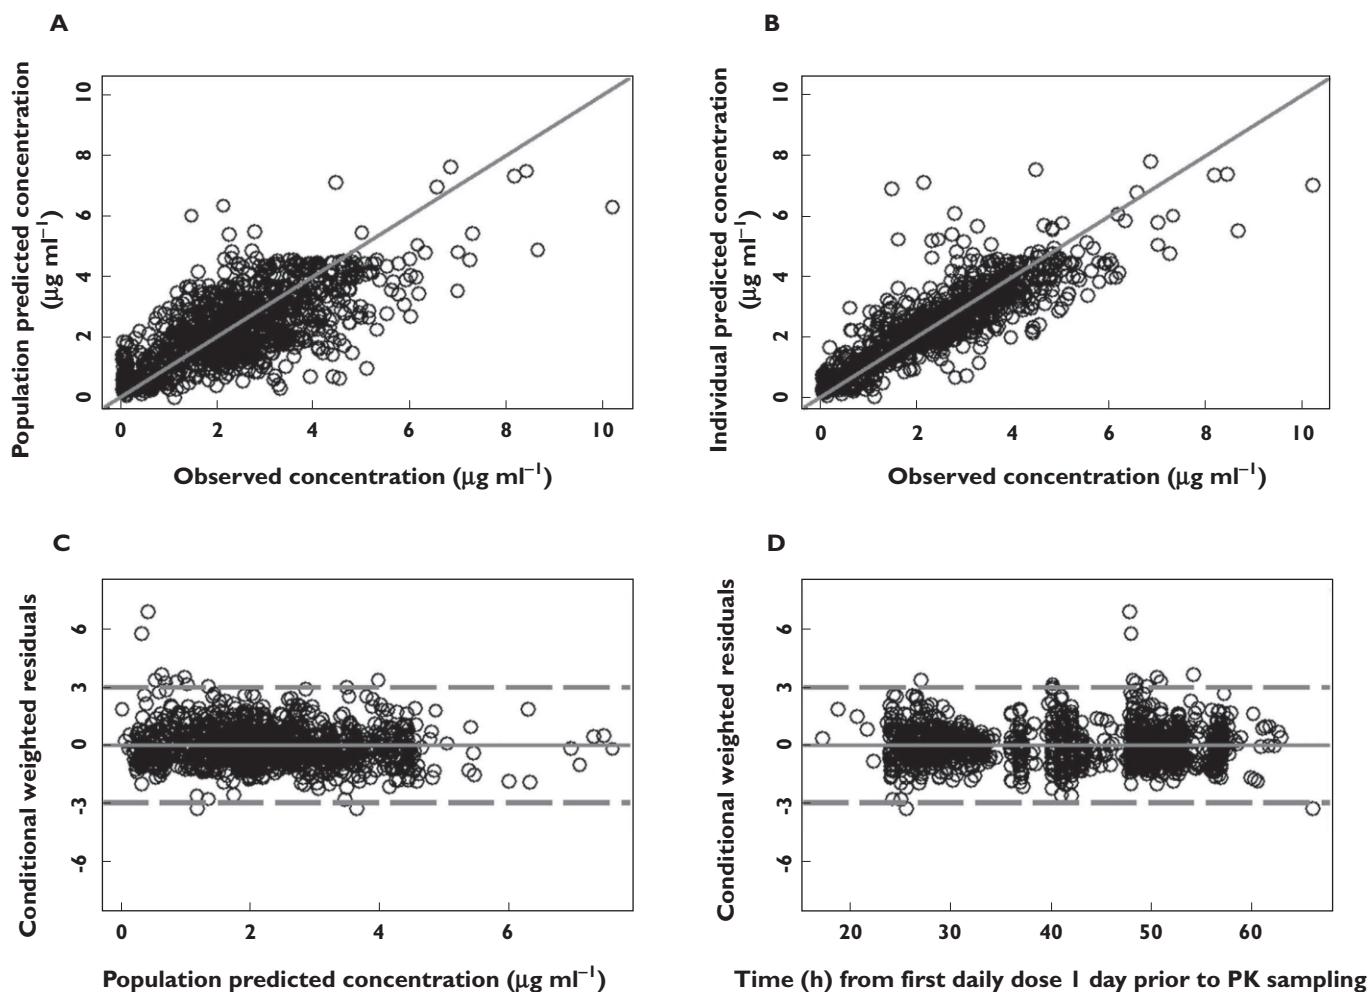 A
B
Population predicted concentration
(μg ml⁻¹)
10
8
6
4
2
0
0 2 4 6 8 10
Observed concentration (μg ml⁻¹)
Individual predicted concentration
(μg ml⁻¹)
10
8
6
4
2
0
0 2 4 6 8 10
Observed concentration (μg ml⁻¹)
C
D
Conditional weighted residuals
6
3
0
-3
-6
0 2 4 6
Population predicted concentration (μg ml⁻¹)
Conditional weighted residuals
6
3
0
-3
-6
20 30 40 50 60
Time (h) from first daily dose 1 day prior to PK sampling